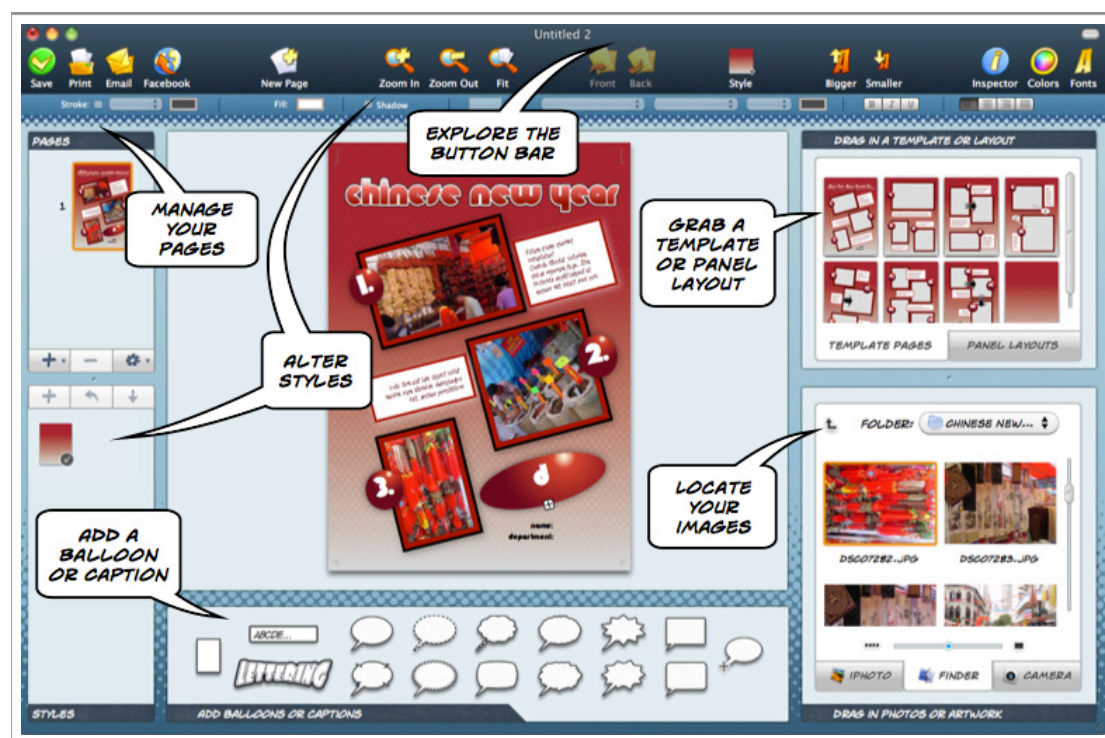 Untitled 2
Save Print Email Facebook New Page Zoom In Zoom Out Fit Front Back Style Bigger Smaller Inspector Colors Fonts
Stroke: Fill: Shadow B I U
EXPLORE THE
BUTTON BAR
PAGES
1
MANAGE
YOUR
PAGES
ALTER
STYLES
ADD A
BALLOON
OR CAPTION
STYLES
chinese new year
1.
2.
3.
d
name:
department:
GRAB A
TEMPLATE
OR PANEL
LAYOUT
LOCATE
YOUR
IMAGES
DRAG IN A TEMPLATE OR LAYOUT
TEMPLATE PAGES PANEL LAYOUTS
FOLDER: CHINESE NEW...
DSC07282.JPG DSC07283.JPG
IPHOTO FINDER CAMERA
DRAG IN PHOTOS OR ARTWORK
ABCDE...
LETTERING
ADD BALLOONS OR CAPTIONS